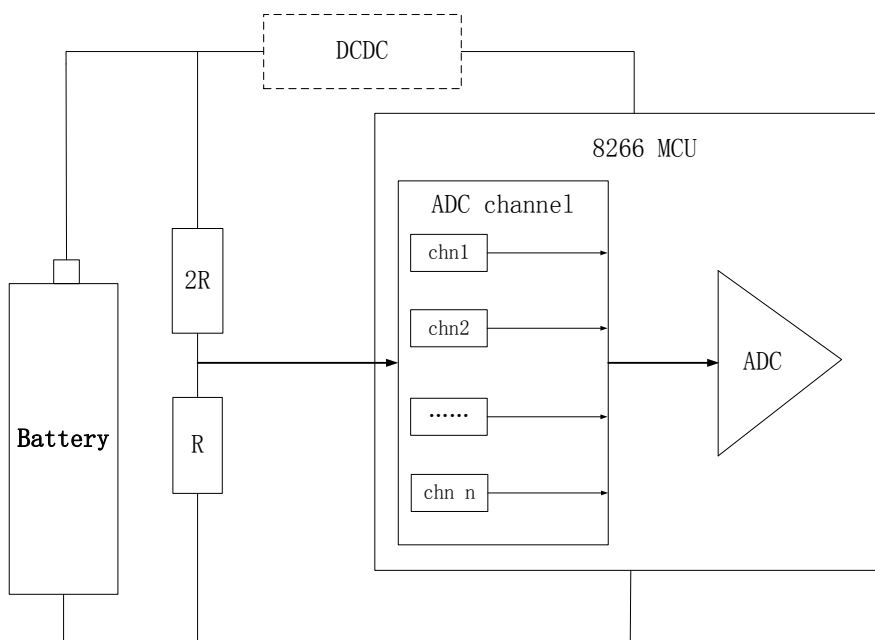 DCDC
8266 MCU
ADC channel
chn1
2R
chn2
ADC
……
Battery
R
chn n